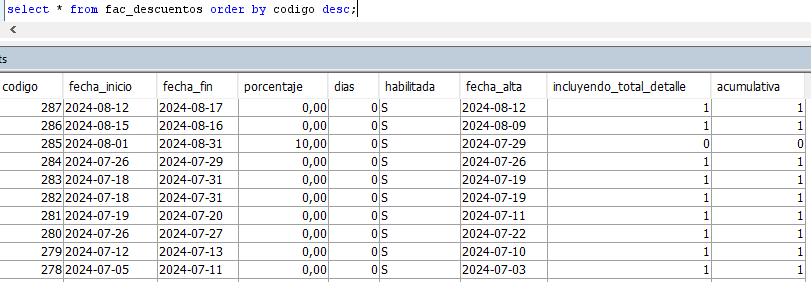 select * from fac_descuentos order by codigo desc;
ts
codigo fecha_inicio fecha_fin porcentaje dias habilitada fecha_alta incluyendo_total_detalle acumulativa
287 2024-08-12 2024-08-17 0,00 0 S 2024-08-12 1 1
286 2024-08-15 2024-08-16 0,00 0 S 2024-08-09 1 1
285 2024-08-01 2024-08-31 10,00 0 S 2024-07-29 0 0
284 2024-07-26 2024-07-29 0,00 0 S 2024-07-26 1 1
283 2024-07-18 2024-07-31 0,00 0 S 2024-07-19 1 1
282 2024-07-18 2024-07-31 0,00 0 S 2024-07-19 1 1
281 2024-07-19 2024-07-20 0,00 0 S 2024-07-11 1 1
280 2024-07-26 2024-07-27 0,00 0 S 2024-07-22 1 1
279 2024-07-12 2024-07-13 0,00 0 S 2024-07-10 1 1
278 2024-07-05 2024-07-11 0,00 0 S 2024-07-03 1 1